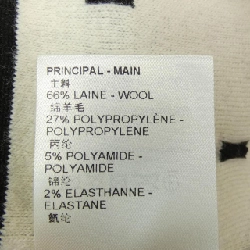 PRINCIPAL - MAIN
主料
66% LAINE - WOOL
绵羊毛
27% POLYPROPYLÈNE -
POLYPROPYLENE
丙纶
5% POLYAMIDE -
POLYAMIDE
锦纶
2% ELASTHANNE -
ELASTANE
氨纶